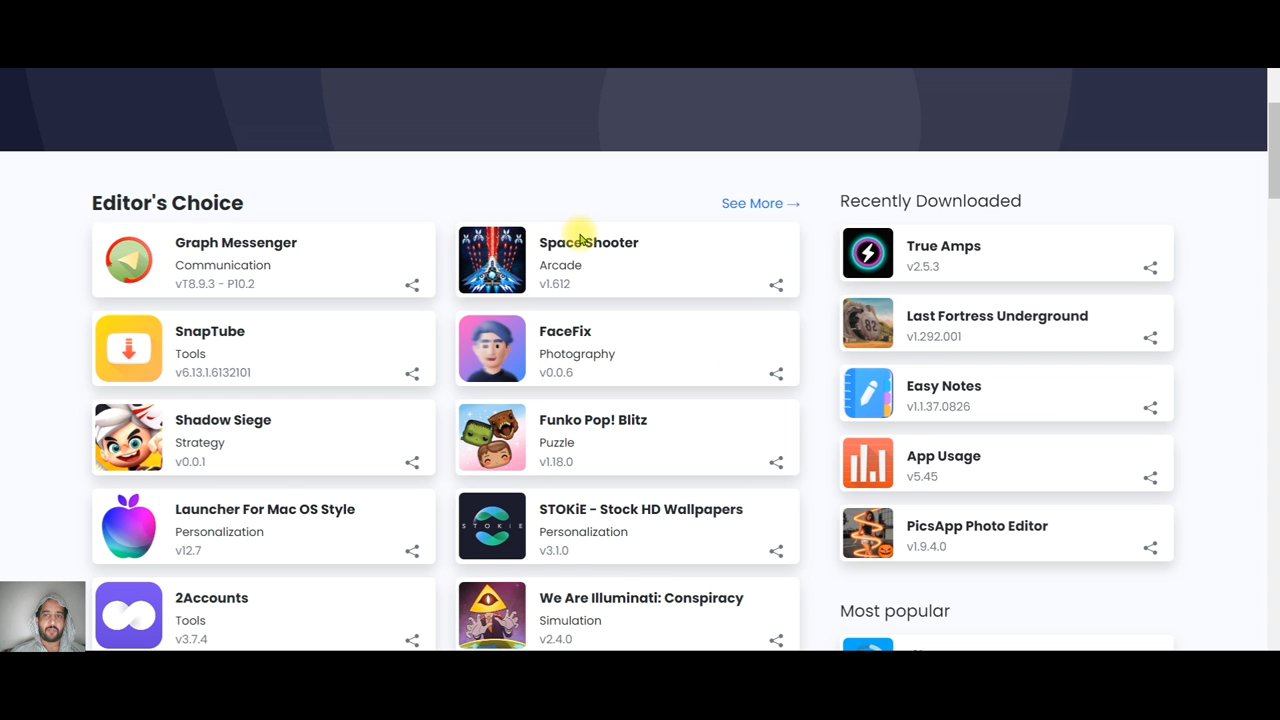 Editor's Choice
See More →
Graph Messenger
Communication
vT8.9.3 - P10.2
Space Shooter
Arcade
v1.612
SnapTube
Tools
v6.13.1.6132101
FaceFix
Photography
v0.0.6
Shadow Siege
Strategy
v0.0.1
Funko Pop! Blitz
Puzzle
v1.18.0
Launcher For Mac OS Style
Personalization
v12.7
STOKiE
STOKiE - Stock HD Wallpapers
Personalization
v3.1.0
2Accounts
Tools
v3.7.4
We Are Illuminati: Conspiracy
Simulation
v2.4.0
Recently Downloaded
True Amps
v2.5.3
82
Last Fortress Underground
v1.292.001
Easy Notes
v1.1.37.0826
App Usage
v5.45
PicsApp Photo Editor
v1.9.4.0
Most popular